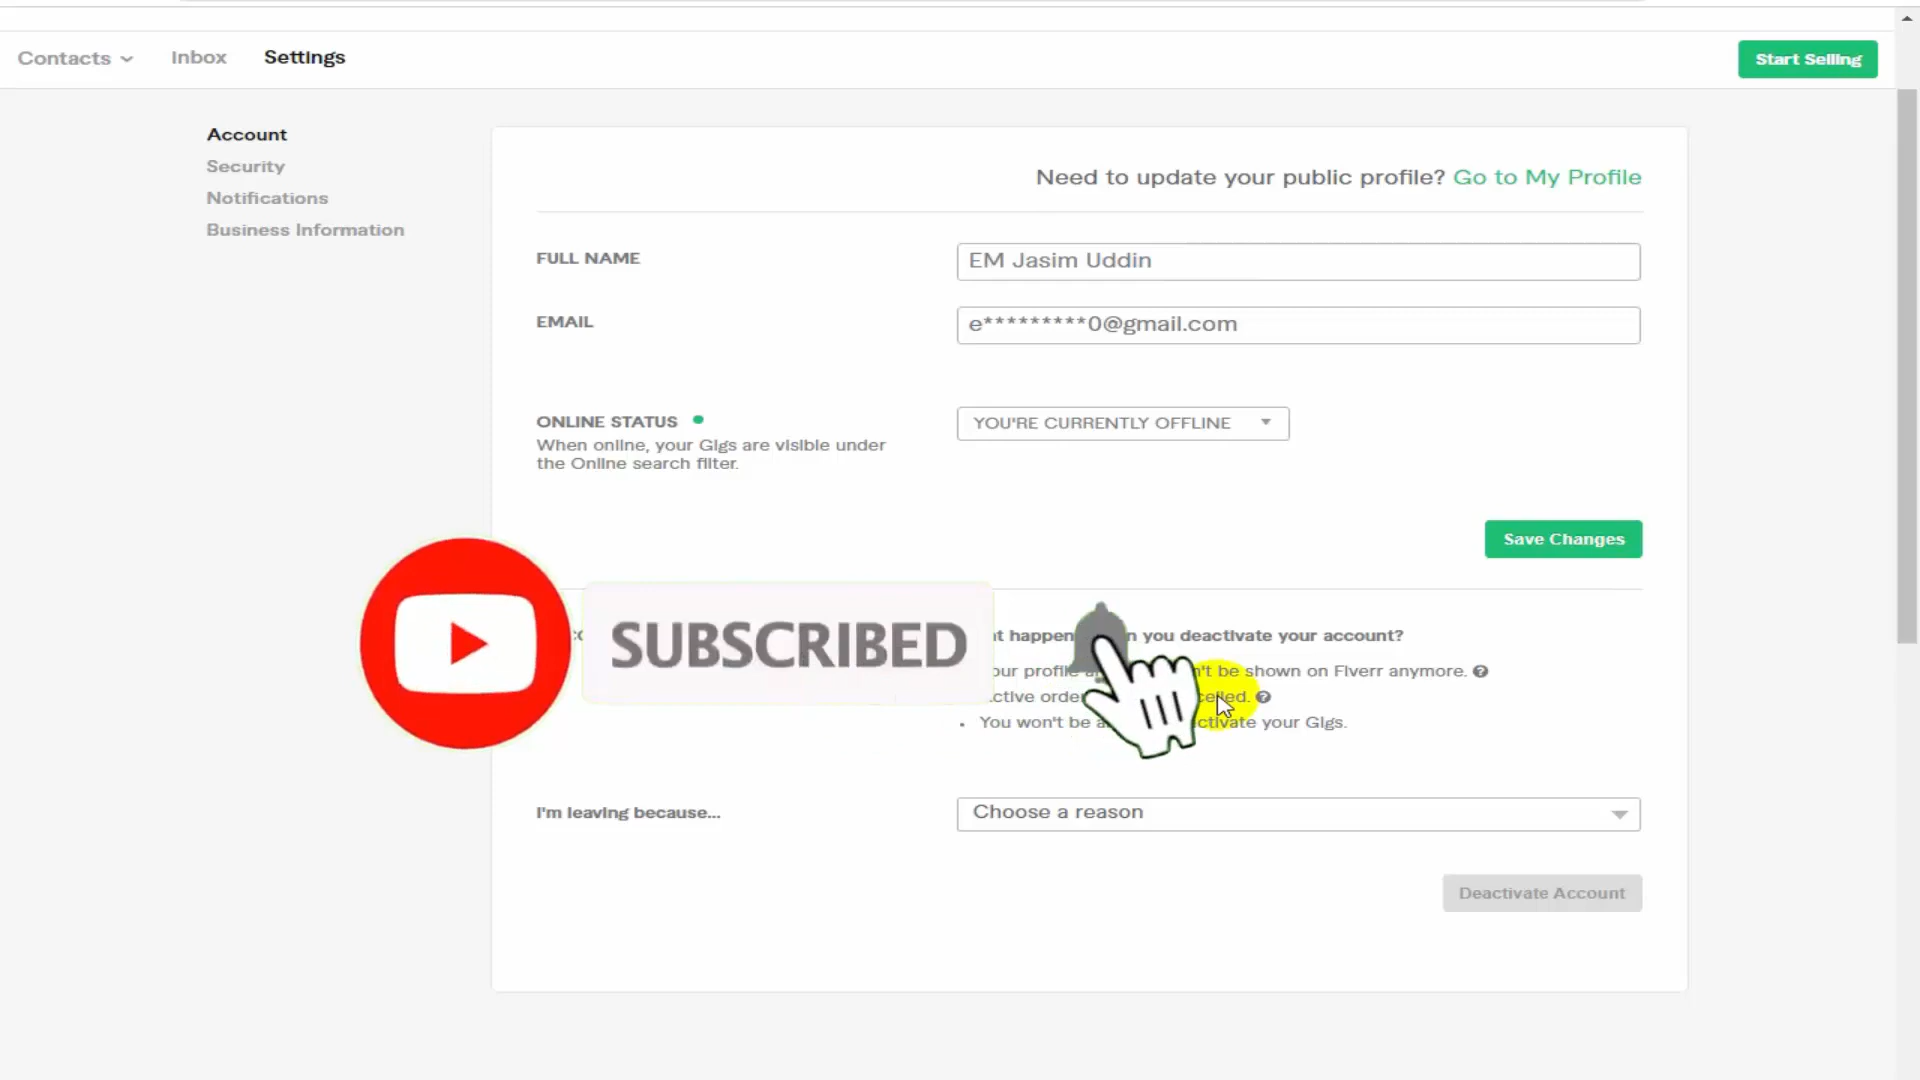 Contacts Inbox Settings
Start Selling
Account
Security
Notifications
Business Information
Need to update your public profile? Go to My Profile
FULL NAME
EM Jasim Uddin
EMAIL
e*********0@gmail.com
ONLINE STATUS
When online, your Gigs are visible under
the Online search filter.
YOU'RE CURRENTLY OFFLINE
Save Changes
SUBSCRIBED
happen you deactivate your account?
be shown on Fiverr anymore.
You won't be your Gigs.
I'm leaving because...
Choose a reason
Deactivate Account